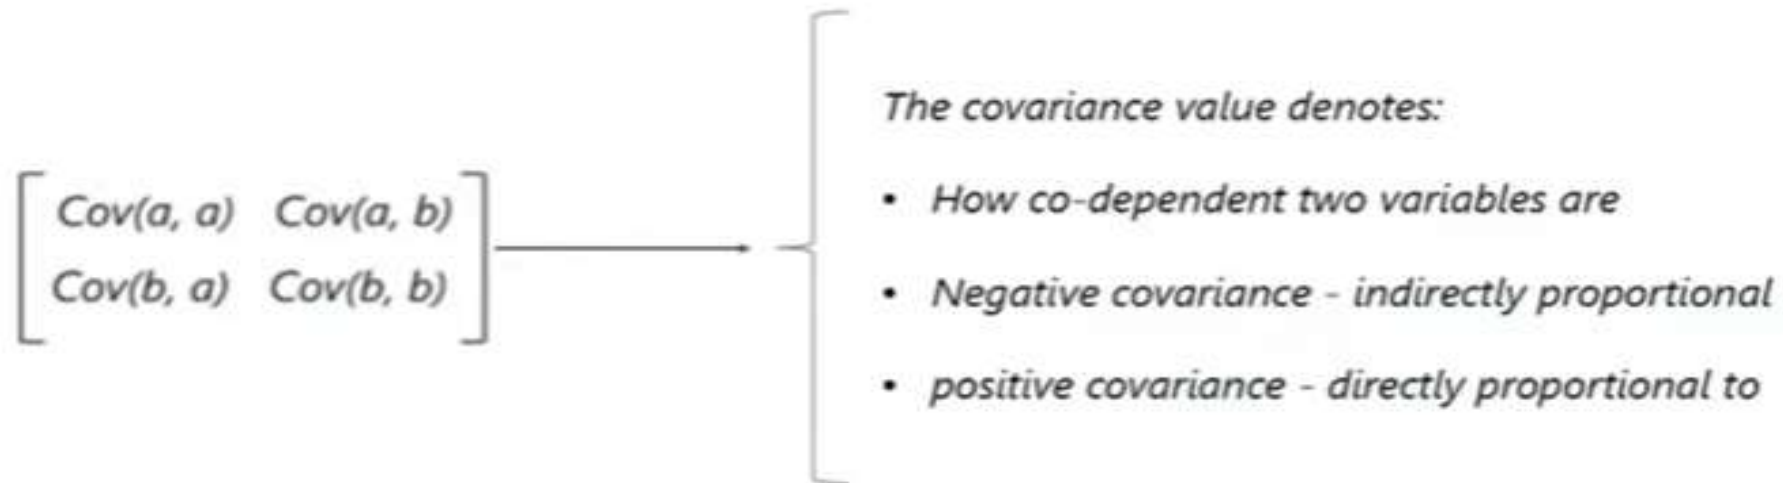 Cov(a, a) Cov(a, b)
Cov(b, a) Cov(b, b)
The covariance value denotes:
• How co-dependent two variables are
• Negative covariance - indirectly proportional
• positive covariance - directly proportional to